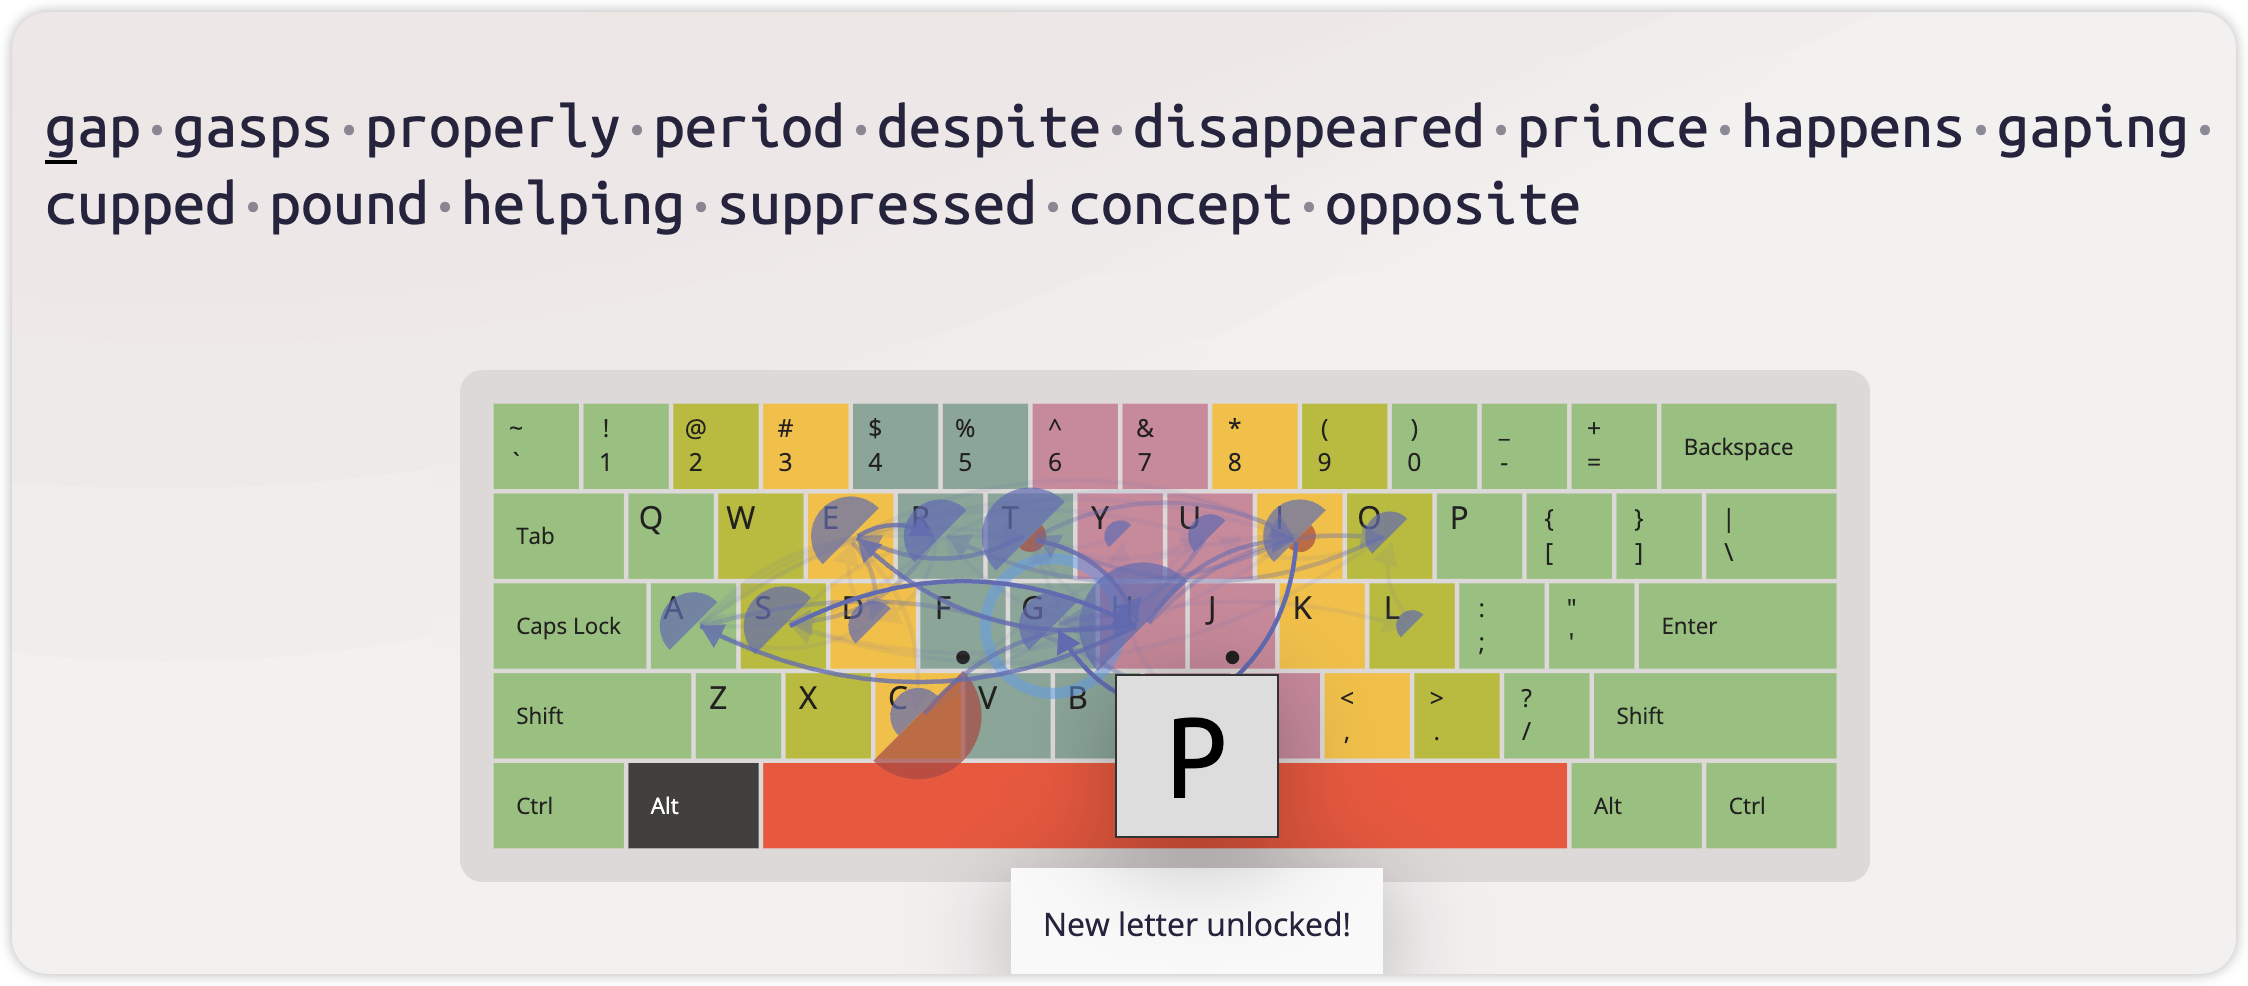 gap·gasps·properly·period·despite·disappeared·prince·happens·gaping·
cupped·pound·helping·suppressed·concept·opposite
~ ! @ # $ % ^ & * ( ) _ +
` 1 2 3 4 5 6 7 8 9 0 - = Backspace
Tab Q W E R T Y U I O P { } |
[ ] \
Caps Lock A S D F G H J K L : " Enter
; '
Shift Z X C V B < > ? Shift
, . /
Ctrl Alt Alt Ctrl
P
New letter unlocked!